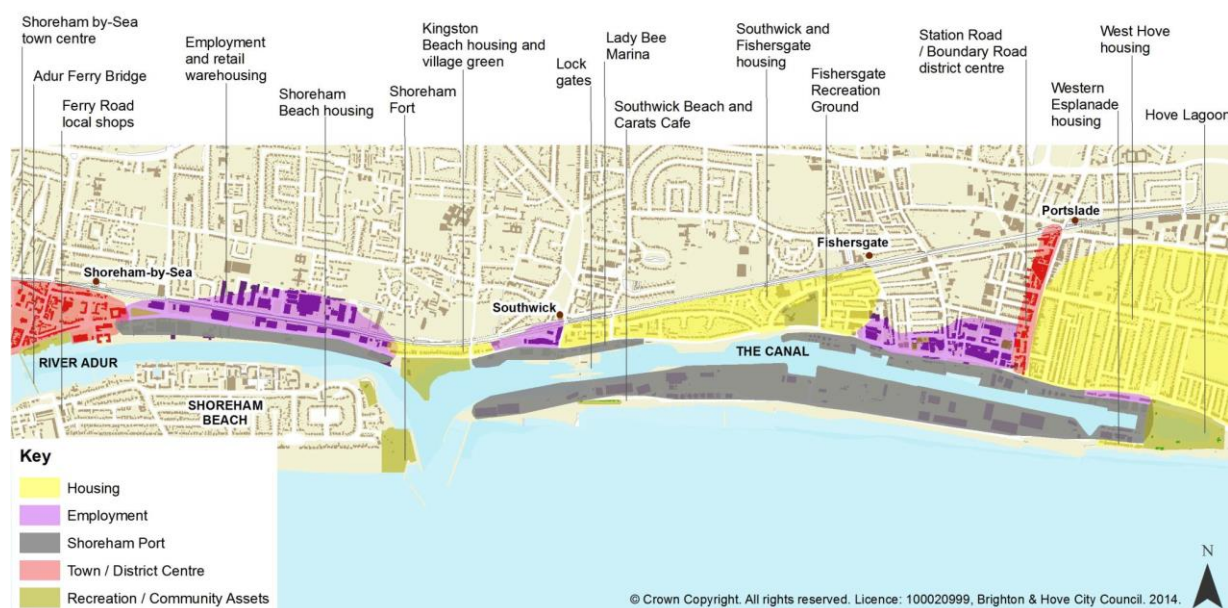 Shoreham by-Sea
town centre
Adur Ferry Bridge
Ferry Road
local shops
Employment
and retail
warehousing
Shoreham
Beach housing
Shoreham
Fort
Kingston
Beach housing and
village green
Lock
gates
Lady Bee
Marina
Southwick Beach and
Carats Cafe
Southwick and
Fishersgate
housing
Fishersgate
Recreation
Ground
Station Road
/ Boundary Road
district centre
Western
Esplanade
housing
West Hove
housing
Hove Lagoon
Portslade
Fishersgate
Shoreham-by-Sea
Southwick
RIVER ADUR
THE CANAL
SHOREHAM
BEACH
Key
Housing
Employment
Shoreham Port
Town / District Centre
Recreation / Community Assets
N
© Crown Copyright. All rights reserved. Licence: 100020999, Brighton & Hove City Council. 2014.